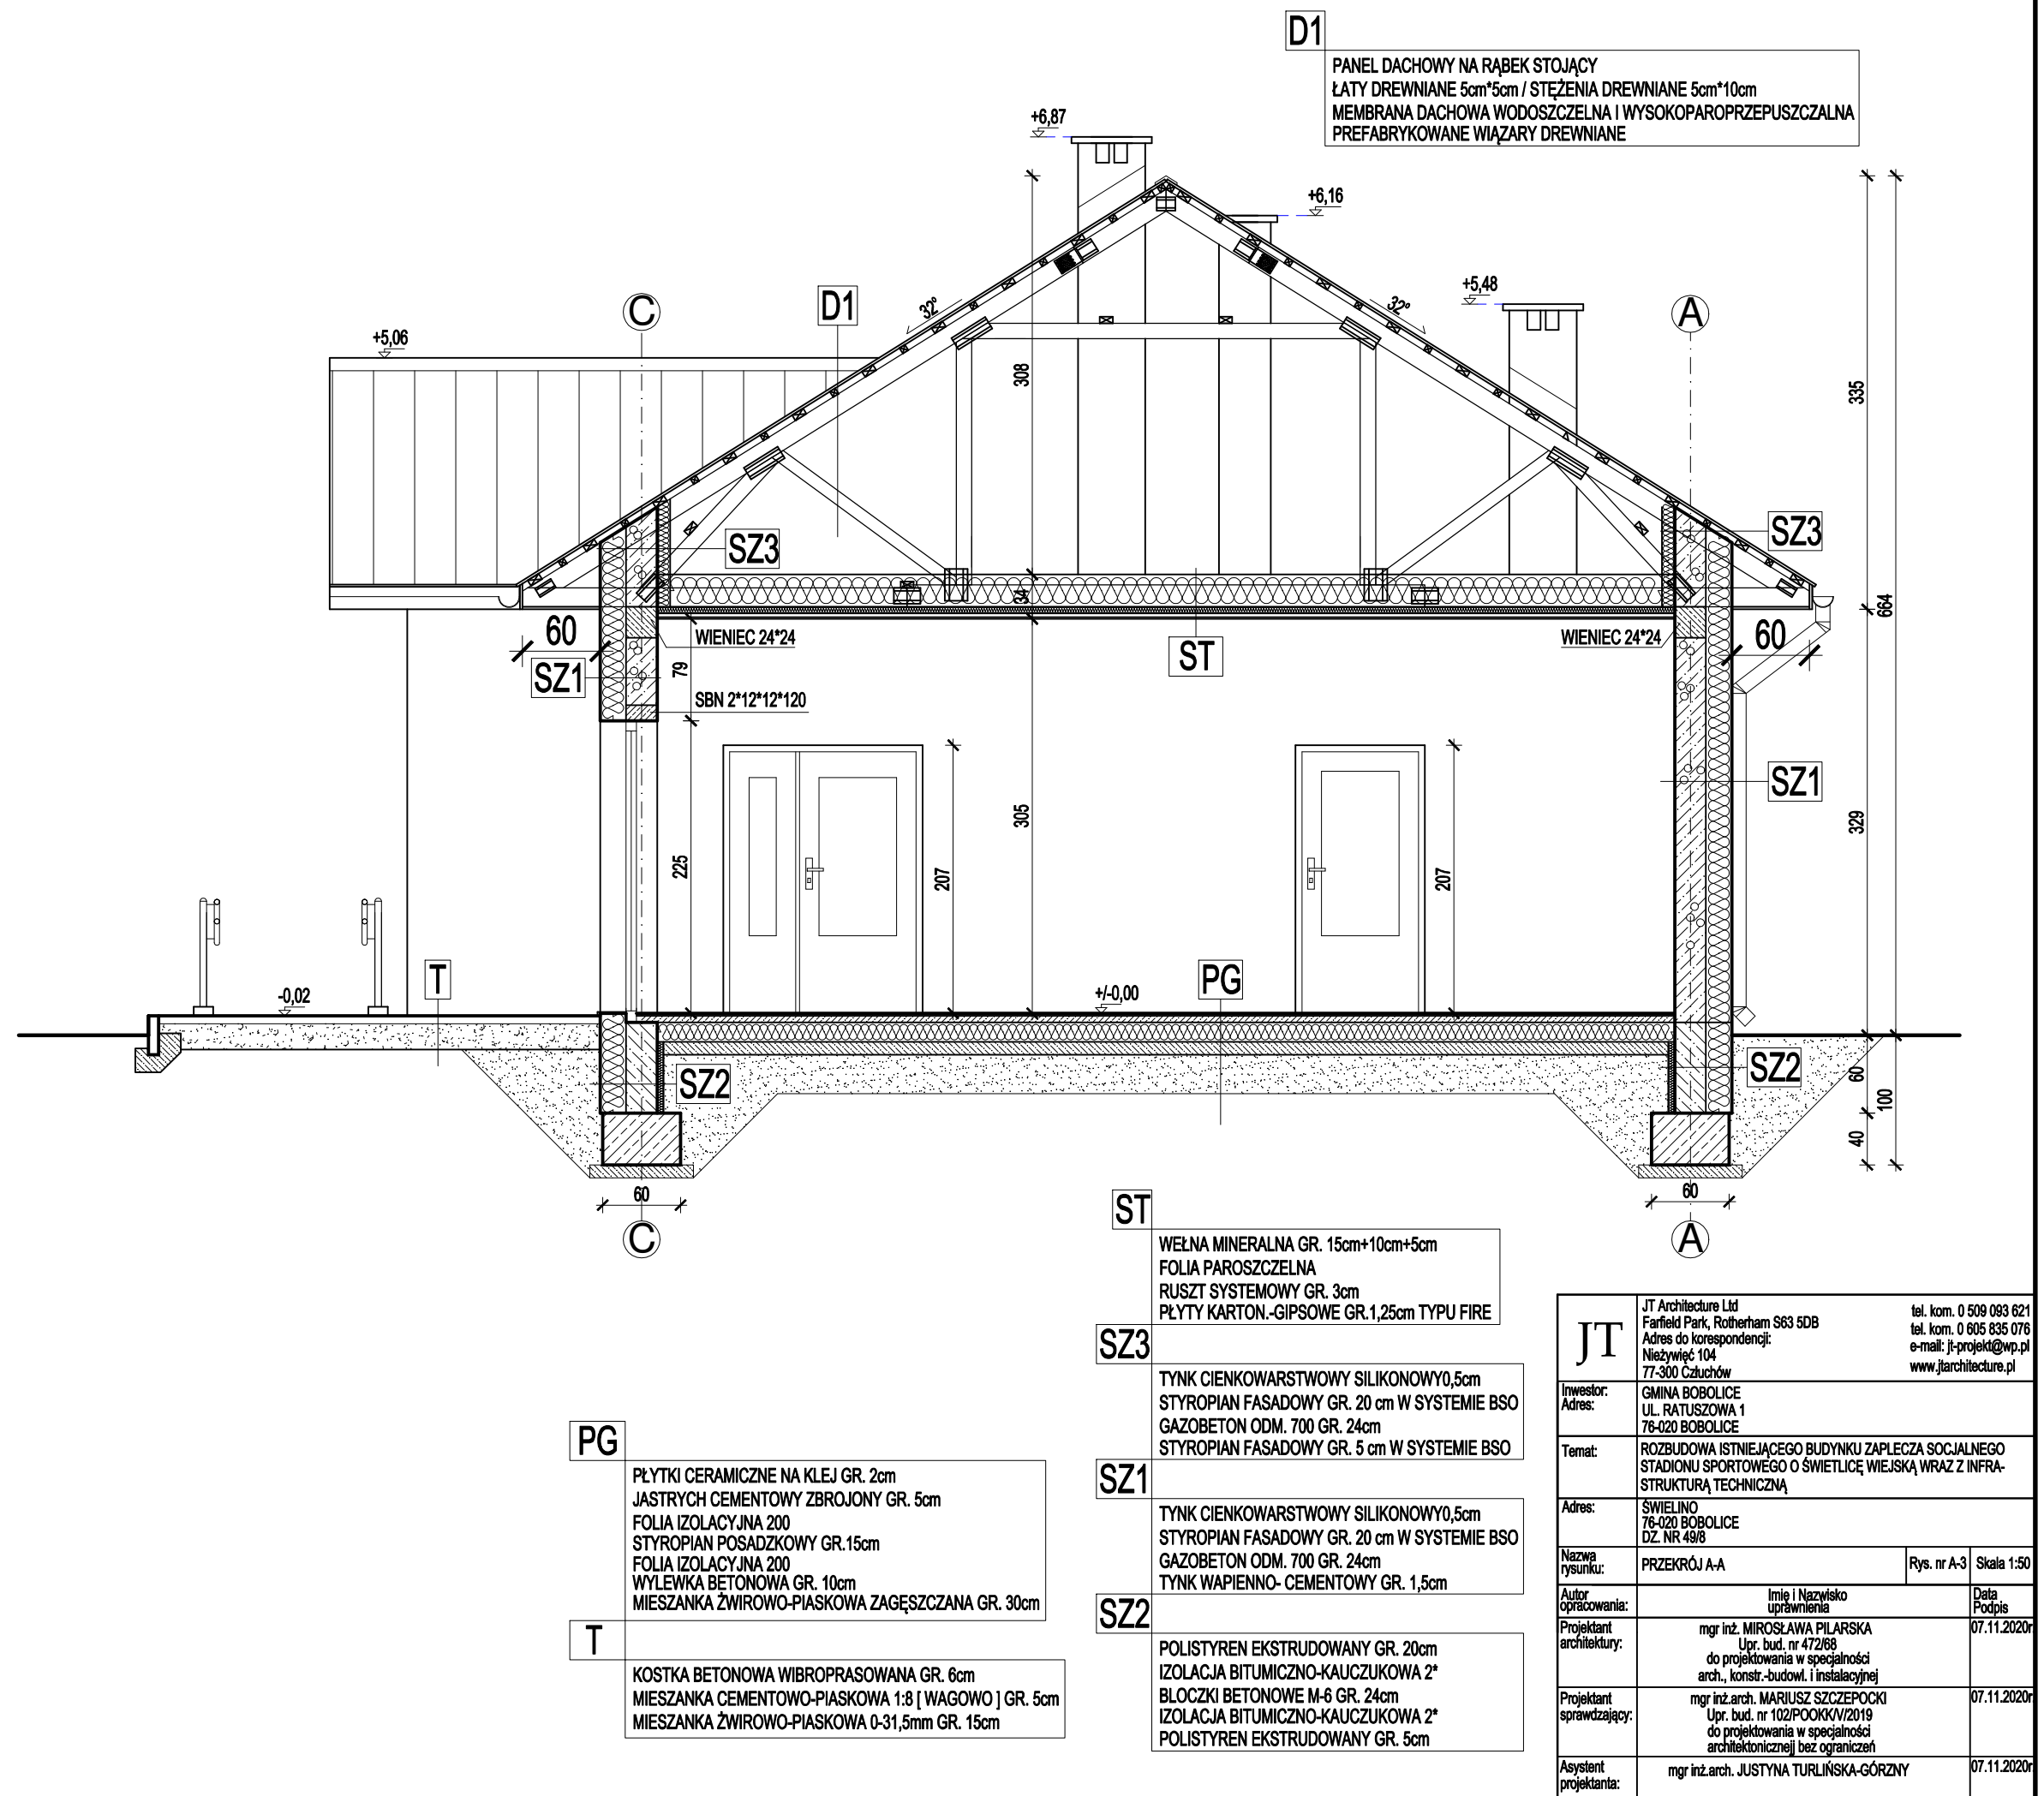 D1
PANEL DACHOWY NA RĄBEK STOJĄCY
ŁATY DREWNIANE 5cm*5cm / STĘŻENIA DREWNIANE 5cm*10cm
MEMBRANA DACHOWA WODOSZCZELNA I WYSOKOPAROPRZEPUSZCZALNA
PREFABRYKOWANE WIĄZARY DREWNIANE
+6,87
+6,16
+5,48
+5,06
32°
32°
C
D1
A
308
335
664
SZ3
SZ3
34
60
WIENIEC 24*24
WIENIEC 24*24
60
ST
SZ1
79
SBN 2*12*12*120
SZ1
305
329
225
207
207
T
PG
-0,02
+/-0,00
SZ2
SZ2
60
100
40
60
60
C
A
ST
WEŁNA MINERALNA GR. 15cm+10cm+5cm
FOLIA PAROSZCZELNA
RUSZT SYSTEMOWY GR. 3cm
PŁYTY KARTON.-GIPSOWE GR.1,25cm TYPU FIRE
SZ3
TYNK CIENKOWARSTWOWY SILIKONOWY0,5cm
STYROPIAN FASADOWY GR. 20 cm W SYSTEMIE BSO
GAZOBETON ODM. 700 GR. 24cm
STYROPIAN FASADOWY GR. 5 cm W SYSTEMIE BSO
SZ1
TYNK CIENKOWARSTWOWY SILIKONOWY0,5cm
STYROPIAN FASADOWY GR. 20 cm W SYSTEMIE BSO
GAZOBETON ODM. 700 GR. 24cm
TYNK WAPIENNO- CEMENTOWY GR. 1,5cm
SZ2
POLISTYREN EKSTRUDOWANY GR. 20cm
IZOLACJA BITUMICZNO-KAUCZUKOWA 2*
BLOCZKI BETONOWE M-6 GR. 24cm
IZOLACJA BITUMICZNO-KAUCZUKOWA 2*
POLISTYREN EKSTRUDOWANY GR. 5cm
PG
PŁYTKI CERAMICZNE NA KLEJ GR. 2cm
JASTRYCH CEMENTOWY ZBROJONY GR. 5cm
FOLIA IZOLACYJNA 200
STYROPIAN POSADZKOWY GR.15cm
FOLIA IZOLACYJNA 200
WYLEWKA BETONOWA GR. 10cm
MIESZANKA ŻWIROWO-PIASKOWA ZAGĘSZCZANA GR. 30cm
T
KOSTKA BETONOWA WIBROPRASOWANA GR. 6cm
MIESZANKA CEMENTOWO-PIASKOWA 1:8 [ WAGOWO ] GR. 5cm
MIESZANKA ŻWIROWO-PIASKOWA 0-31,5mm GR. 15cm
JT
JT Architecture Ltd
Farfield Park, Rotherham S63 5DB
Adres do korespondencji:
Nieżywięć 104
77-300 Człuchów
tel. kom. 0 509 093 621
tel. kom. 0 605 835 076
e-mail: jt-projekt@wp.pl
www.jtarchitecture.pl
Inwestor:
Adres:
GMINA BOBOLICE
UL. RATUSZOWA 1
76-020 BOBOLICE
Temat:
ROZBUDOWA ISTNIEJĄCEGO BUDYNKU ZAPLECZA SOCJALNEGO
STADIONU SPORTOWEGO O ŚWIETLICĘ WIEJSKĄ WRAZ Z INFRA-
STRUKTURĄ TECHNICZNĄ
Adres:
ŚWIELINO
76-020 BOBOLICE
DZ. NR 49/8
Nazwa
rysunku:
PRZEKRÓJ A-A
Rys. nr A-3
Skala 1:50
Autor
opracowania:
Imię i Nazwisko
uprawnienia
Data
Podpis
Projektant
architektury:
mgr inż. MIROSŁAWA PILARSKA
Upr. bud. nr 472/68
do projektowania w specjalności
arch., konstr.-budowl. i instalacyjnej
07.11.2020r
Projektant
sprawdzający:
mgr inż.arch. MARIUSZ SZCZEPOCKI
Upr. bud. nr 102/POOKK/V/2019
do projektowania w specjalności
architektonicznejj bez ograniczeń
07.11.2020r
Asystent
projektanta:
mgr inż.arch. JUSTYNA TURLIŃSKA-GÓRZNY
07.11.2020r